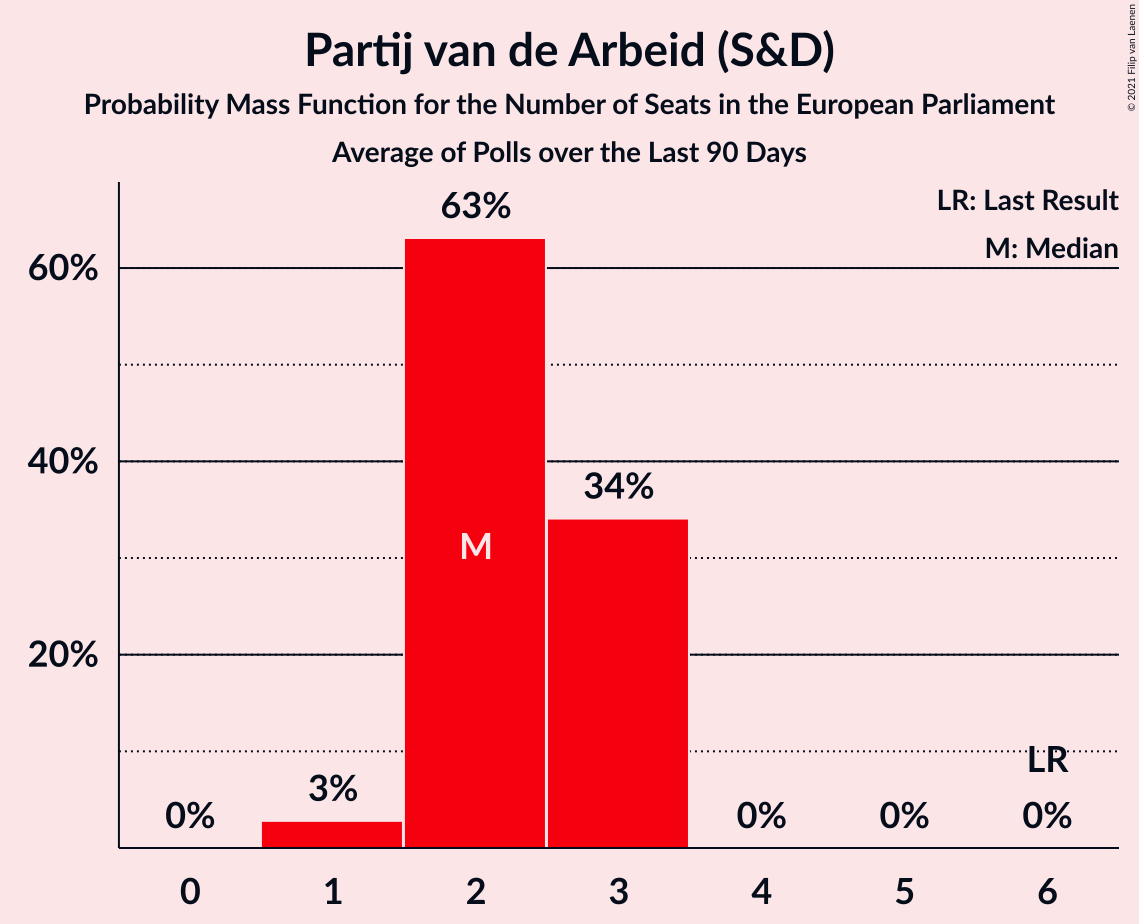 © 2021 Filip van Laenen
Partij van de Arbeid (S&D)
Probability Mass Function for the Number of Seats in the European Parliament
Average of Polls over the Last 90 Days
LR: Last Result
M: Median
63%
60%
40%
34%
M
20%
LR
3%
0%
0%
0%
0%
0 1 2 3 4 5 6